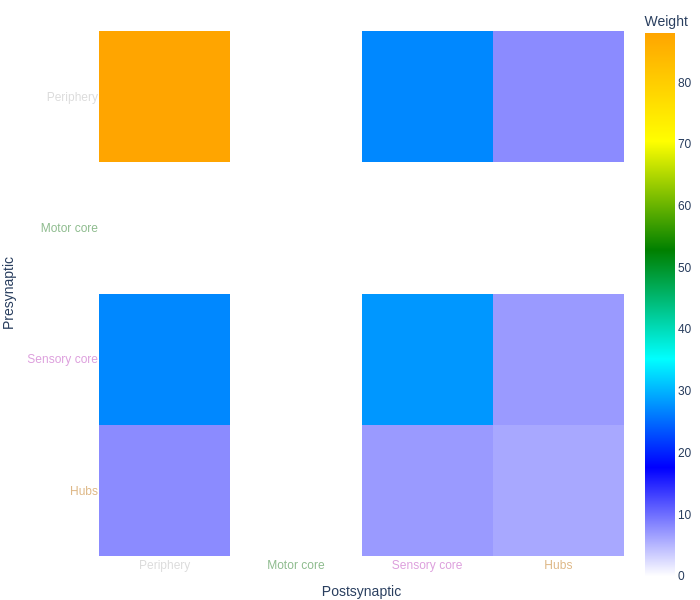 Weight
Periphery
Motor core
Sensory core
Hubs
Presynaptic
Periphery
Motor core
Sensory core
Hubs
Postsynaptic
80
70
60
50
40
30
20
10
0